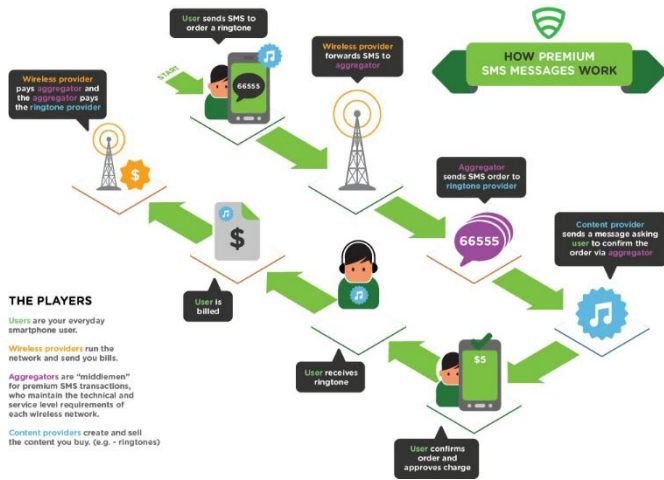 HOW PREMIUM
SMS MESSAGES WORK
START
User sends SMS to
order a ringtone
66555
Wireless provider
forwards SMS to
aggregator
Aggregator
sends SMS order to
ringtone provider
66555
Content provider
sends a message asking
user to confirm the
order via aggregator
$5
User confirms
order and
approves charge
User receives
ringtone
$
User is
billed
Wireless provider
pays aggregator and
the aggregator pays
the ringtone provider
$
THE PLAYERS
Users are your everyday
smartphone user.
Wireless providers run the
network and send you bills.
Aggregators are “middlemen”
for premium SMS transactions,
who maintain the technical and
service level requirements of
each wireless network.
Content providers create and sell
the content you buy. (e.g. - ringtones)